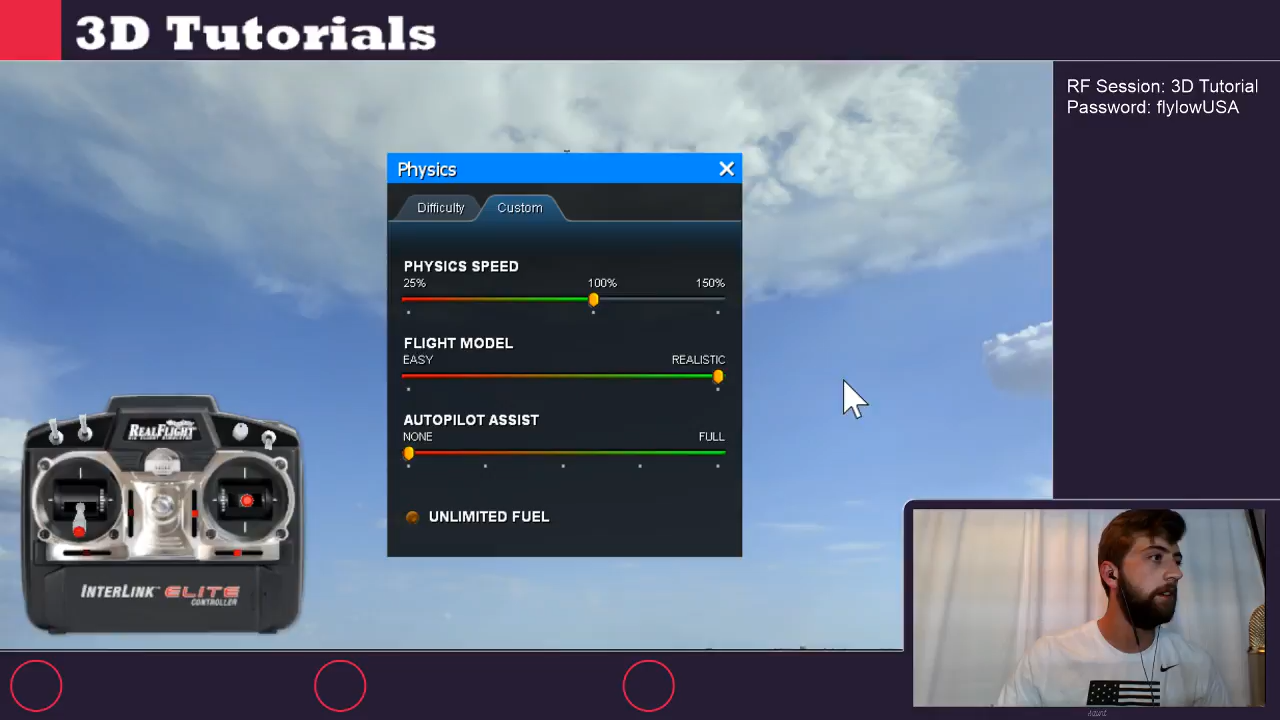 3D Tutorials
RF Session: 3D Tutorial
Password: flylowUSA
Physics
Difficulty
Custom
PHYSICS SPEED
25% 100% 150%
FLIGHT MODEL
EASY REALISTIC
AUTOPILOT ASSIST
NONE FULL
UNLIMITED FUEL
REALFLIGHT
INTERLINK ELITE
CONTROLLER